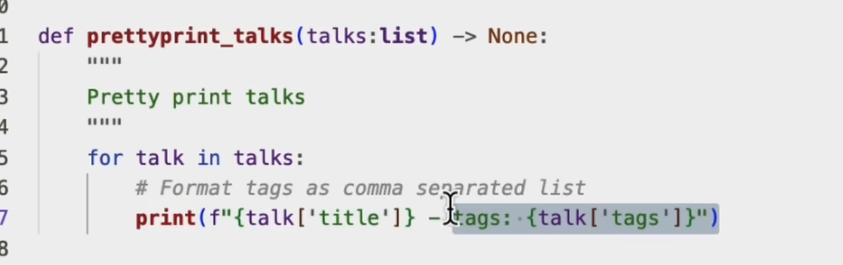 0
1 def prettyprint_talks(talks:list) -> None:
2     """
3     Pretty print talks
4     """
5     for talk in talks:
6         # Format tags as comma separated list
7         print(f"{talk['title']} - tags: {talk['tags']}")
8